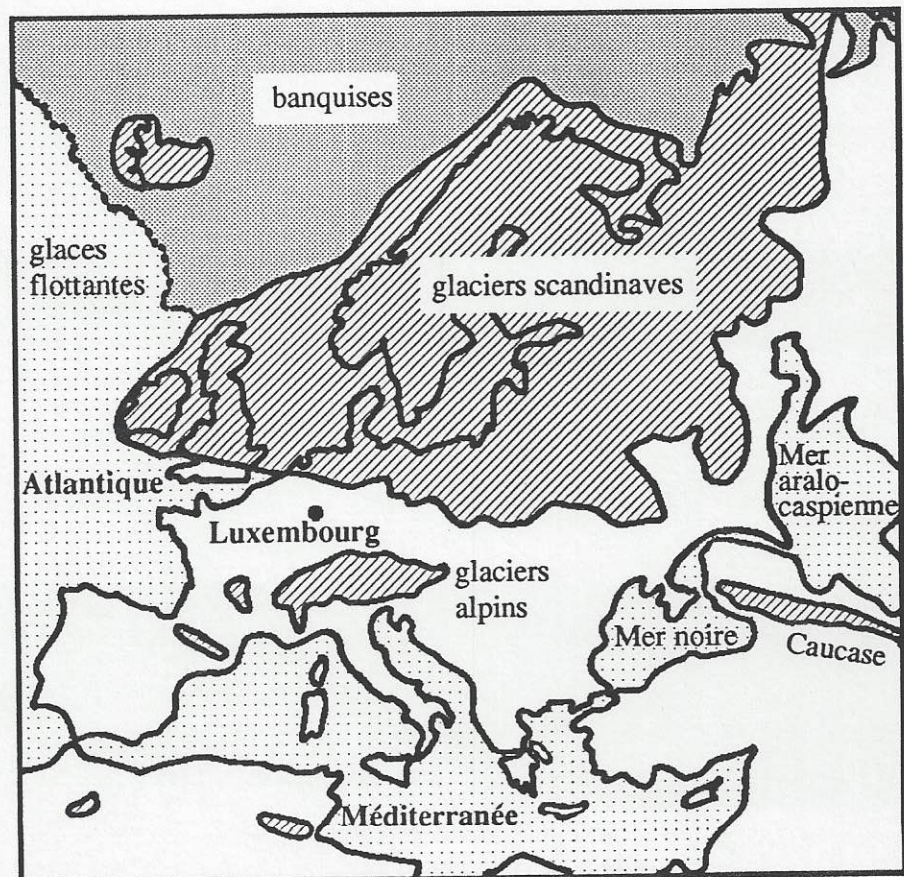 banquises
glaces
flottantes
glaciers scandinaves
Atlantique
Mer
aralo-
caspienne
Luxembourg
glaciers
alpins
Mer noire
Caucase
Méditerranée